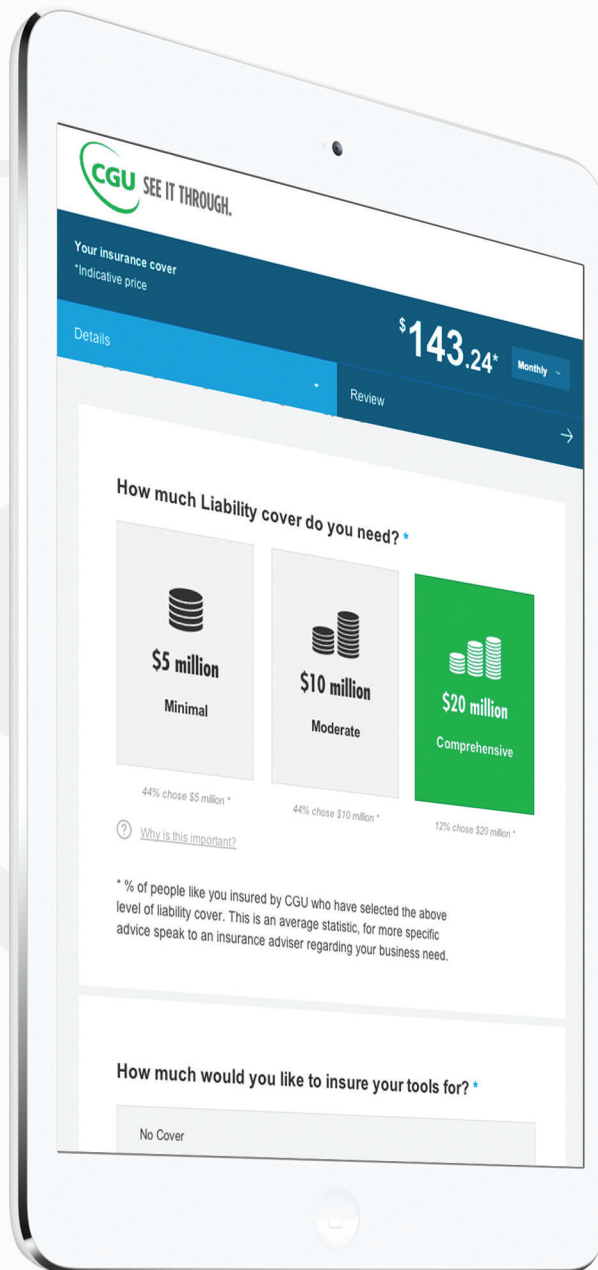 CGU SEE IT THROUGH.
Your insurance cover
*Indicative price
$143.24* Monthly
Details
Review
How much Liability cover do you need? *
$5 million
Minimal
$10 million
Moderate
$20 million
Comprehensive
44% chose $5 million *
44% chose $10 million *
12% chose $20 million *
? Why is this important?
* % of people like you insured by CGU who have selected the above
level of liability cover. This is an average statistic, for more specific
advice speak to an insurance adviser regarding your business need.
How much would you like to insure your tools for? *
No Cover